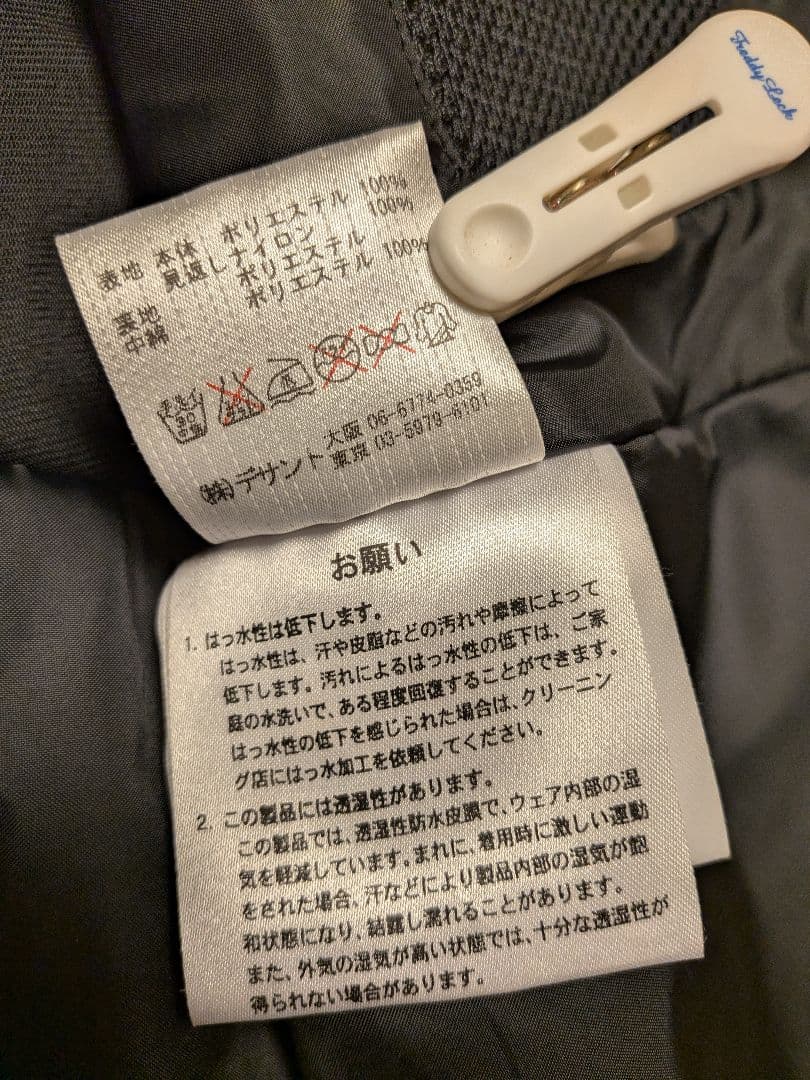 Freddy Leck
表地 本体 ポリエステル 100%
見返し ナイロン 100%
裏地 ポリエステル 100%
中綿 ポリエステル
大阪 06-6774-0359
(株)デサント 東京 03-5979-6101
お願い
1. はっ水性は低下します。
はっ水性は、汗や皮脂などの汚れや摩擦によって
低下します。汚れによるはっ水性の低下は、ご家
庭の水洗いで、ある程度回復することができます。
はっ水性の低下を感じられた場合は、クリーニン
グ店にはっ水加工を依頼してください。
2. この製品には透湿性があります。
この製品では、透湿性防水皮膜で、ウェア内部の湿
気を軽減しています。まれに、着用時に激しい運動
をされた場合、汗などにより製品内部の湿気が飽
和状態になり、結露し濡れることがあります。
また、外気の湿気が高い状態では、十分な透湿性が
得られない場合があります。